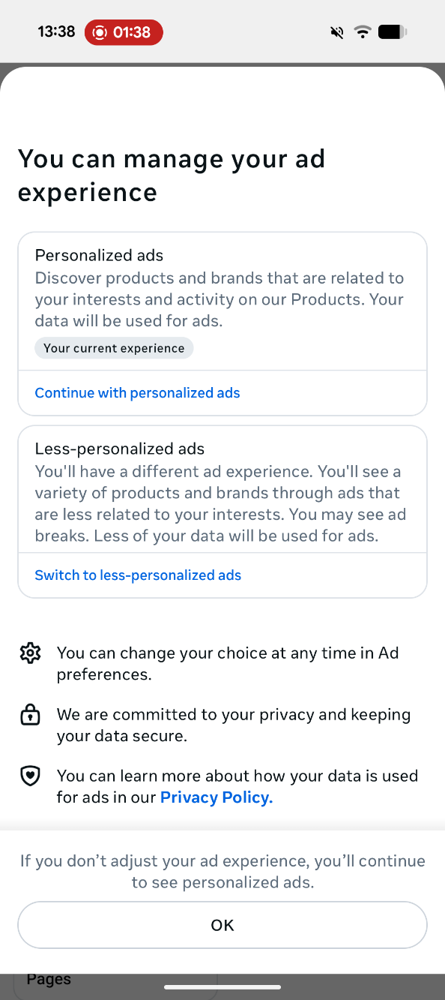 13:38
01:38
You can manage your ad
experience
Personalized ads
Discover products and brands that are related to
your interests and activity on our Products. Your
data will be used for ads.
Your current experience
Continue with personalized ads
Less-personalized ads
You'll have a different ad experience. You'll see a
variety of products and brands through ads that
are less related to your interests. You may see ad
breaks. Less of your data will be used for ads.
Switch to less-personalized ads
You can change your choice at any time in Ad
preferences.
We are committed to your privacy and keeping
your data secure.
You can learn more about how your data is used
for ads in our Privacy Policy.
If you don’t adjust your ad experience, you’ll continue
to see personalized ads.
OK
Pages